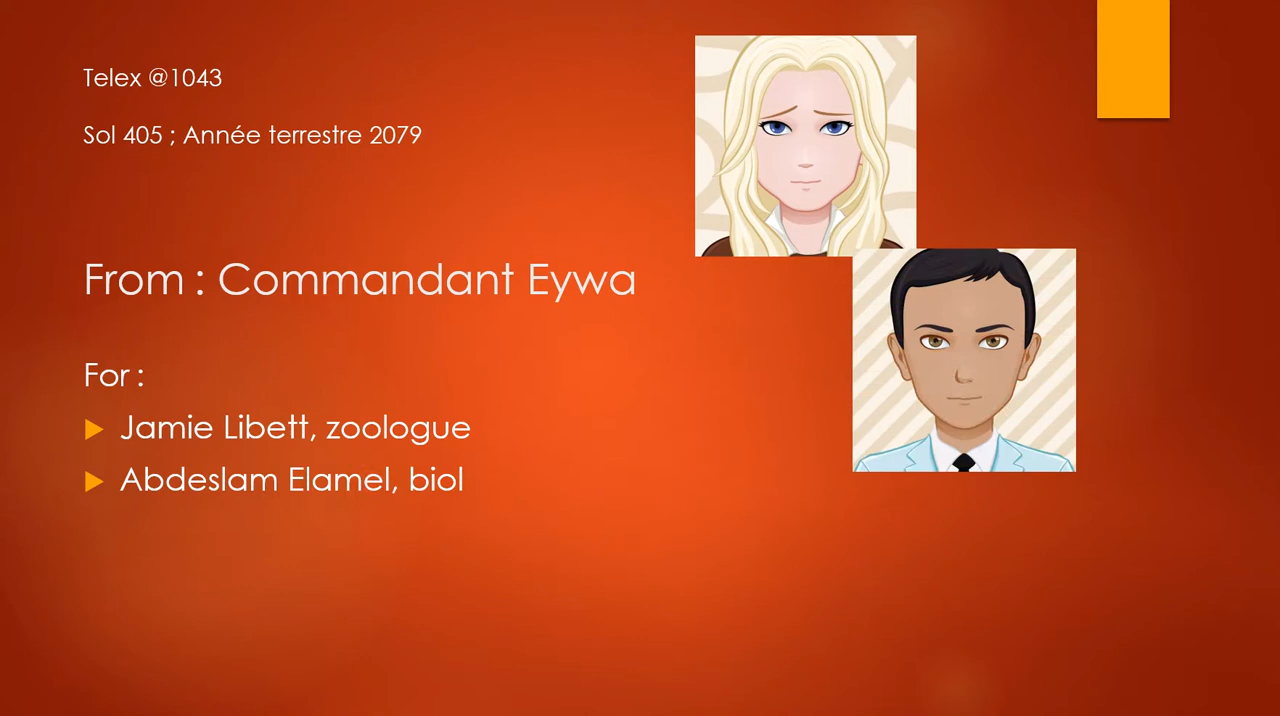 Telex @1043
Sol 405 ; Année terrestre 2079
From : Commandant Eywa
For :
Jamie Libett, zoologue
Abdeslam Elamel, biol